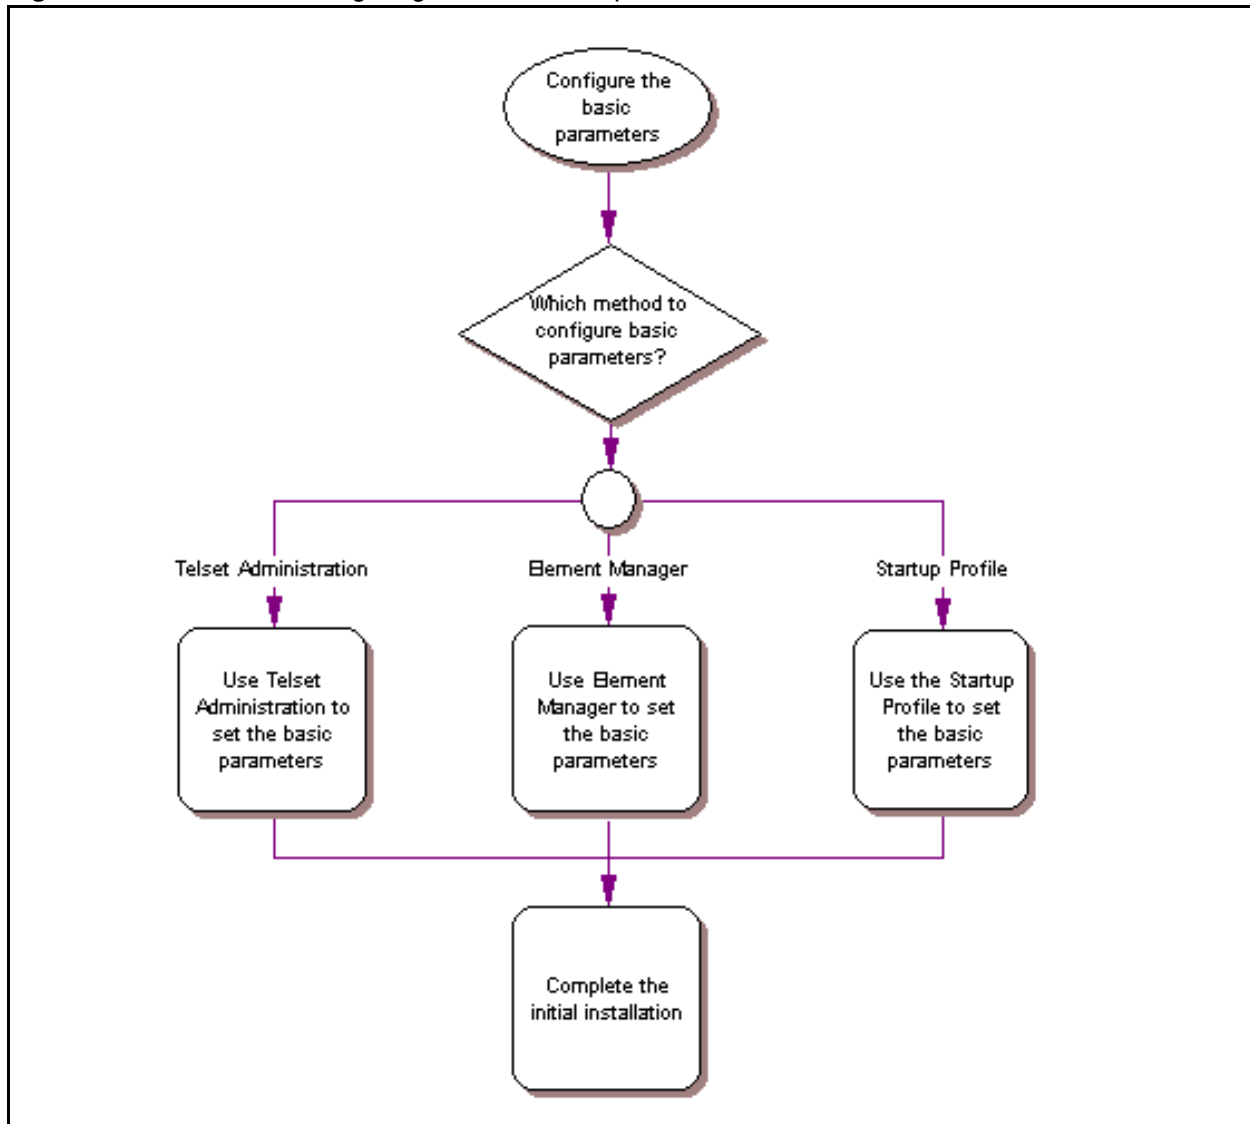 Configure the
basic
parameters
Which method to
configure basic
parameters?
Telset Administration
Element Manager
Startup Profile
Use Telset
Administration to
set the basic
parameters
Use Element
Manager to set
the basic
parameters
Use the Startup
Profile to set
the basic
parameters
Complete the
initial installation